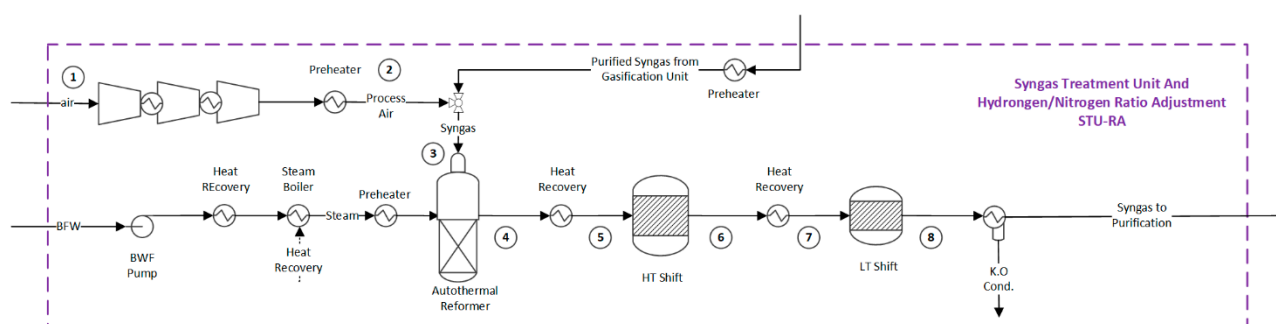 1
Preheater
2
Purified Syngas from
Gasification Unit
Preheater
Syngas Treatment Unit And
Hydrongen/Nitrogen Ratio Adjustment
STU-RA
air
Process
Air
Syngas
3
Heat
REcovery
Steam
Boiler
Preheater
Heat
Recovery
Heat
Recovery
BFW
Steam
4
5
6
7
8
Syngas to
Purification
BWF
Pump
Heat
Recovery
Autothermal
Reformer
HT Shift
LT Shift
K.O
Cond.